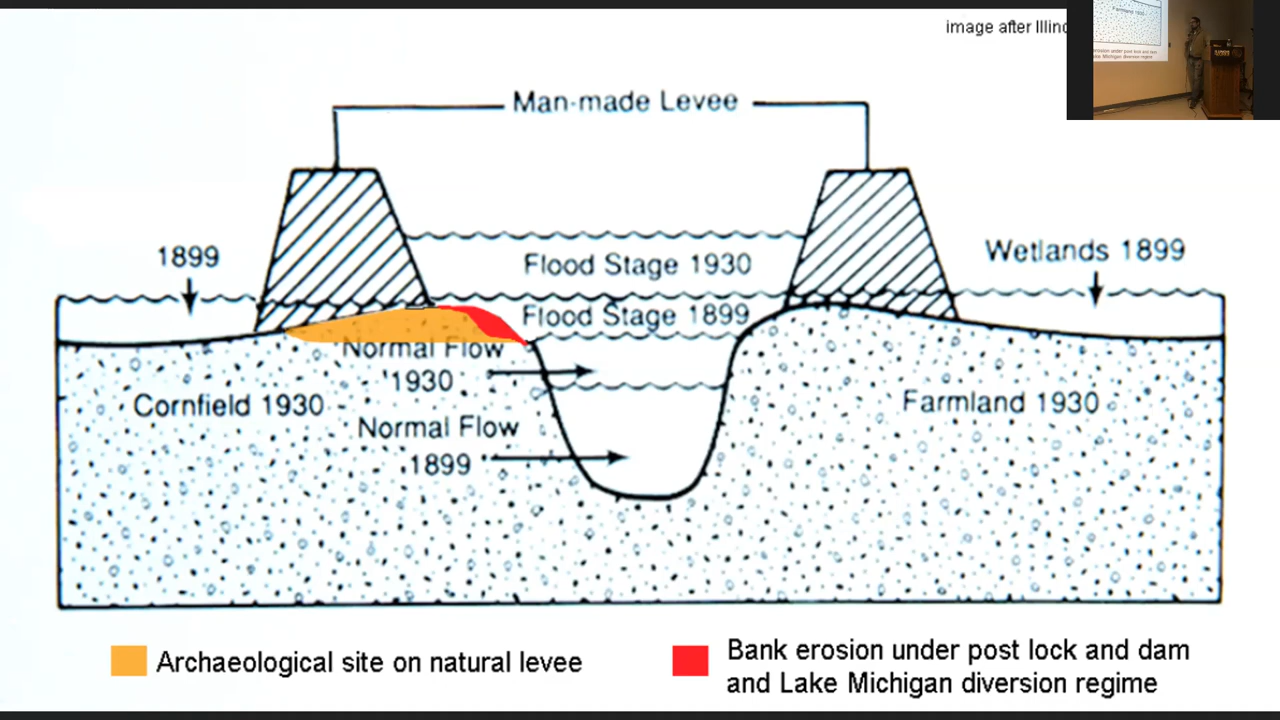 image after Illino
Man-made Levee
1899
Flood Stage 1930
Wetlands 1899
Flood Stage 1899
Normal Flow
1930
Cornfield 1930
Farmland 1930
Normal Flow
1899
Archaeological site on natural levee
Bank erosion under post lock and dam
and Lake Michigan diversion regime